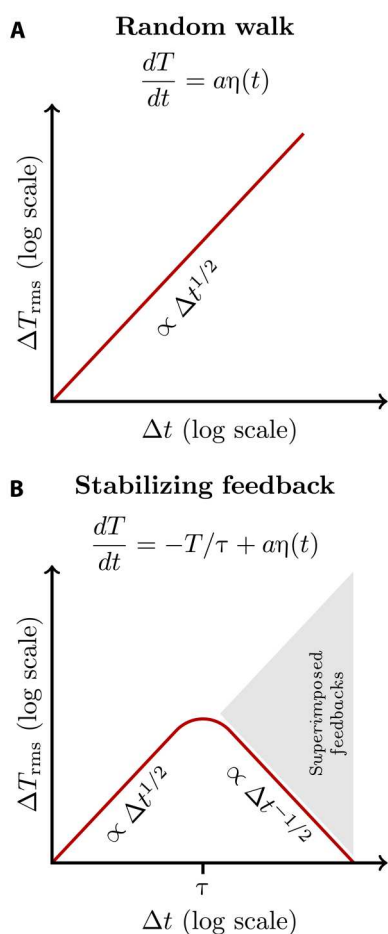 A
Random walk
dT/dt = aη(t)
ΔT_rms (log scale)
∝ Δt^{1/2}
Δt (log scale)
B
Stabilizing feedback
dT/dt = −T/τ + aη(t)
ΔT_rms (log scale)
∝ Δt^{1/2}
∝ Δt^{−1/2}
Superimposed
feedbacks
τ
Δt (log scale)